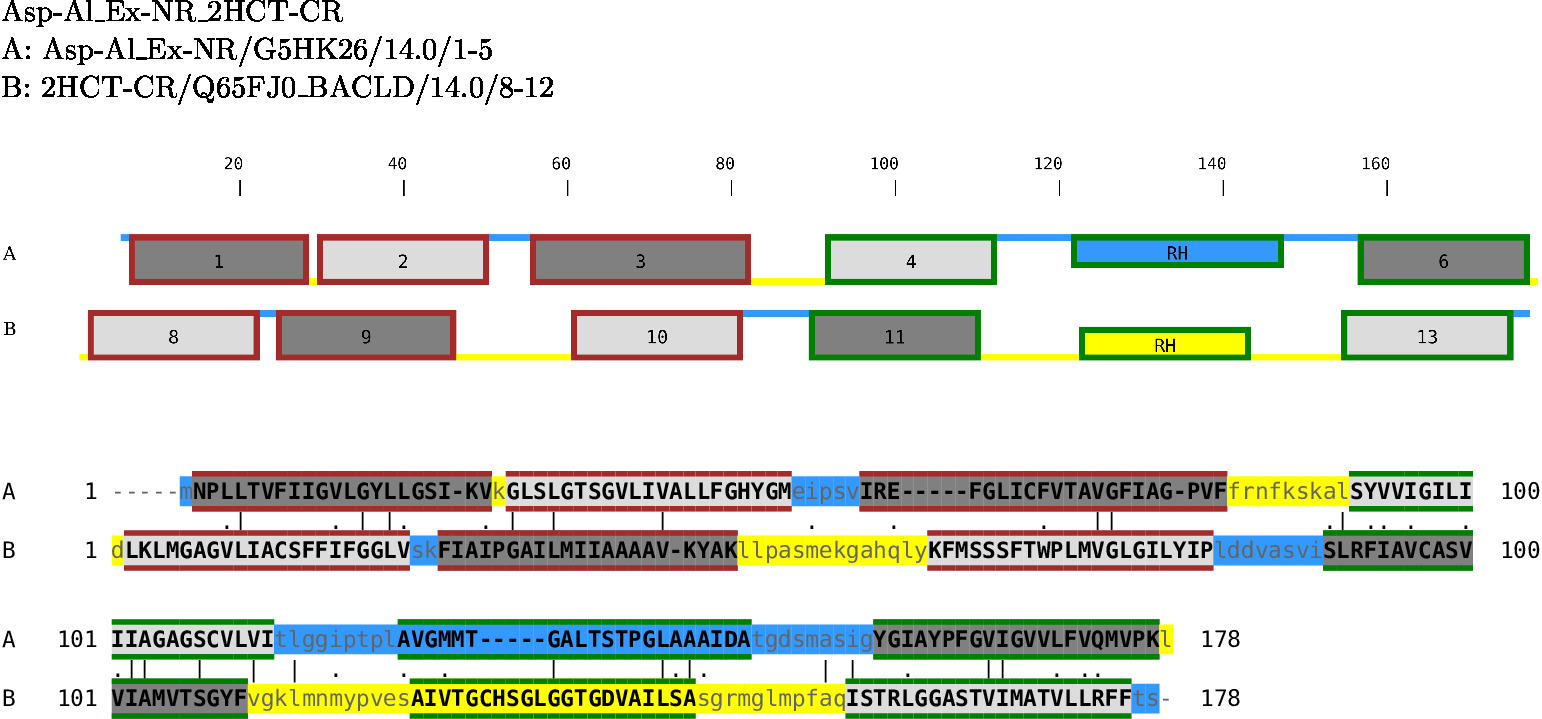 Asp-Al_Ex-NR_2HCT-CR
A: Asp-Al_Ex-NR/G5HK26/14.0/1-5
B: 2HCT-CR/Q65FJ0_BACLD/14.0/8-12
20 40 60 80 100 120 140 160
A 1 2 3 4 RH 6
B 8 9 10 11 RH 13
A 1 -----mNPLLTVFIIGVLGYLLGSI-KVkGLSLGTSGVLIVALLFGHYGMeipsvIRE-----FGLICFVTAVGFIAG-PVFfrnfkskalSYVVIGILI 100
B 1 dLKLMGAGVLIACSFFIFGGLVskFIAIPGAILMIIAAAAV-KYAKllpasmekgahqlyKFMSSSFTWPLMVGLGILYIPlddvasviSLRFIAVCASV 100
A 101 IIAGAGSCVLVItlggiptplAVGMMT-----GALTSTPGLAAAIDAtgdsmasigYGIAYPFGVIGVVLFVQMVPKl 178
B 101 VIAMVTSGYFvgklmnmypvesAIVTGCHSGLGGTGDVAILSAsgrmglmpfaqISTRLGGASTVIMATVLLRFFts- 178